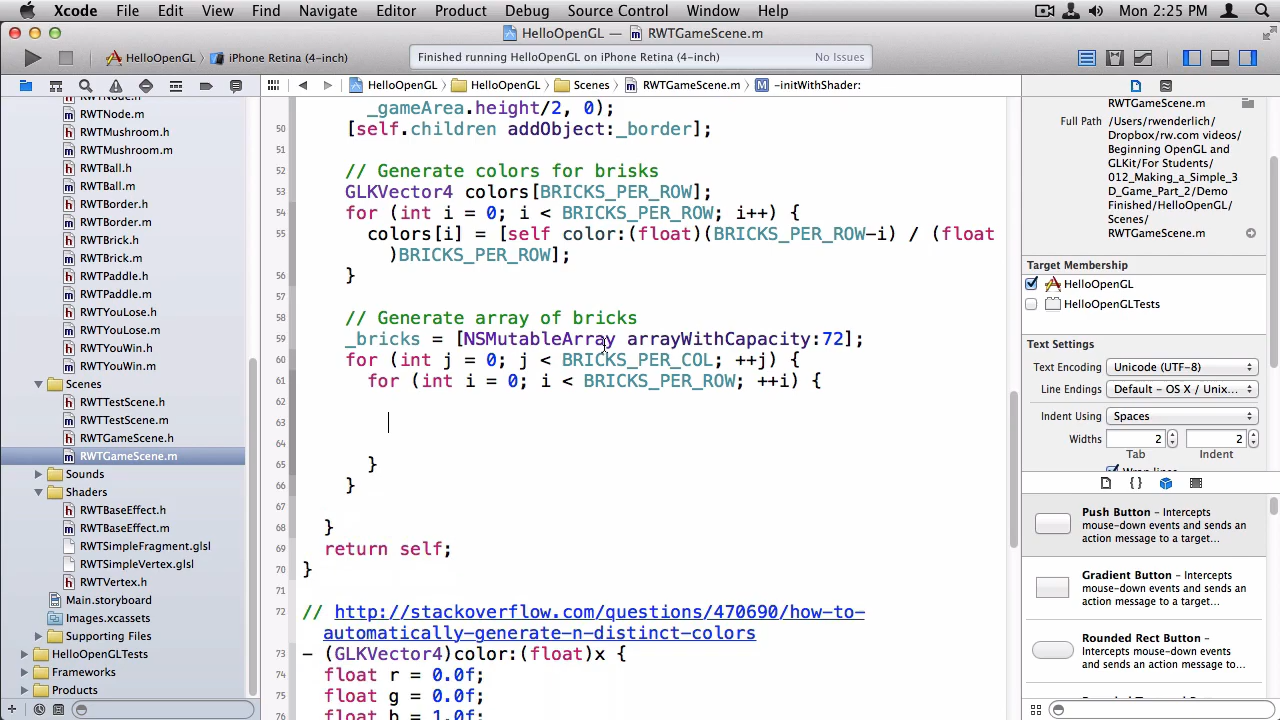 Xcode File Edit View Find Navigate Editor Product Debug Source Control Window Help Mon 2:25 PM
HelloOpenGL — RWTGameScene.m
HelloOpenGL iPhone Retina (4-inch) Finished running HelloOpenGL on iPhone Retina (4-inch) No Issues
HelloOpenGL HelloOpenGL Scenes RWTGameScene.m -initWithShader:
RWTNode.m
RWTMushroom.h
RWTMushroom.m
RWTBall.h
RWTBall.m
RWTBorder.h
RWTBorder.m
RWTBrick.h
RWTBrick.m
RWTPaddle.h
RWTPaddle.m
RWTYouLose.h
RWTYouLose.m
RWTYouWin.h
RWTYouWin.m
Scenes
RWTTestScene.h
RWTTestScene.m
RWTGameScene.h
RWTGameScene.m
Sounds
Shaders
RWTBaseEffect.h
RWTBaseEffect.m
RWTSimpleFragment.glsl
RWTSimpleVertex.glsl
RWTVertex.h
Main.storyboard
Images.xcassets
Supporting Files
HelloOpenGLTests
Frameworks
Products
_gameArea.height/2, 0);
50 [self.children addObject:_border];
51
52 // Generate colors for brisks
53 GLKVector4 colors[BRICKS_PER_ROW];
54 for (int i = 0; i < BRICKS_PER_ROW; i++) {
55 colors[i] = [self color:(float)(BRICKS_PER_ROW-i) / (float
)BRICKS_PER_ROW];
56 }
57
58 // Generate array of bricks
59 _bricks = [NSMutableArray arrayWithCapacity:72];
60 for (int j = 0; j < BRICKS_PER_COL; ++j) {
61 for (int i = 0; i < BRICKS_PER_ROW; ++i) {
62
63
64
65 }
66 }
67
68 }
69 return self;
70 }
71
72 // http://stackoverflow.com/questions/470690/how-to-
automatically-generate-n-distinct-colors
73 - (GLKVector4)color:(float)x {
74 float r = 0.0f;
75 float g = 0.0f;
76 float b = 1.0f;
RWTGameScene.m
Full Path /Users/rwenderlich/
Dropbox/rw.com videos/
Beginning OpenGL and
GLKit/For Students/
012_Making_a_Simple_3
D_Game_Part_2/Demo
Finished/HelloOpenGL/
Scenes/
RWTGameScene.m
Target Membership
HelloOpenGL
HelloOpenGLTests
Text Settings
Text Encoding Unicode (UTF-8)
Line Endings Default - OS X / Unix...
Indent Using Spaces
Widths 2 2
Tab Indent
Wrap lines
{ }
Push Button - Intercepts
mouse-down events and sends an
action message to a target...
Gradient Button - Intercepts
mouse-down events and sends an
action message to a target...
Rounded Rect Button -
Intercepts mouse-down events
and sends an action message to...